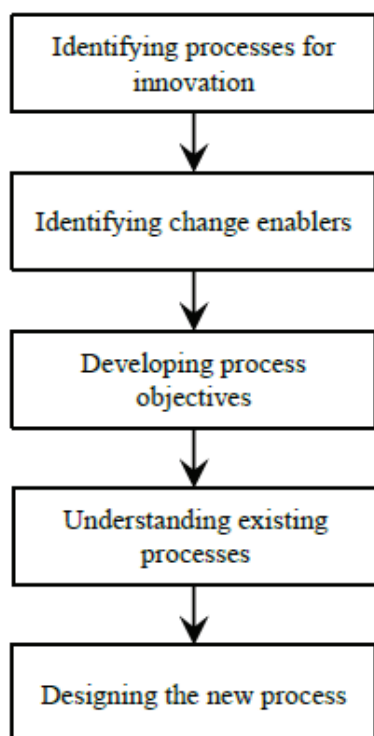 Identifying processes for
innovation
Identifying change enablers
Developing process
objectives
Understanding existing
processes
Designing the new process